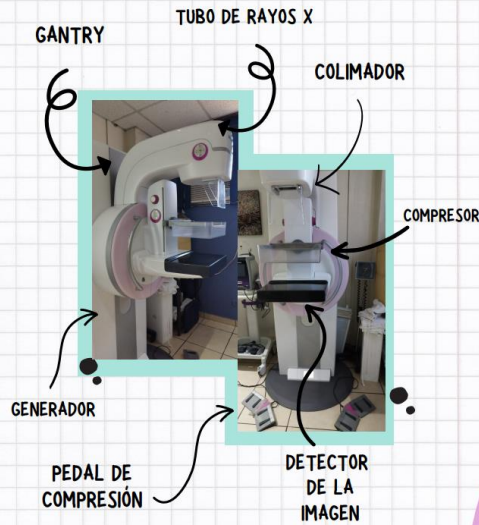 TUBO DE RAYOS X
GANTRY
COLIMADOR
COMPRESOR
GENERADOR
PEDAL DE
COMPRESIÓN
DETECTOR
DE LA
IMAGEN